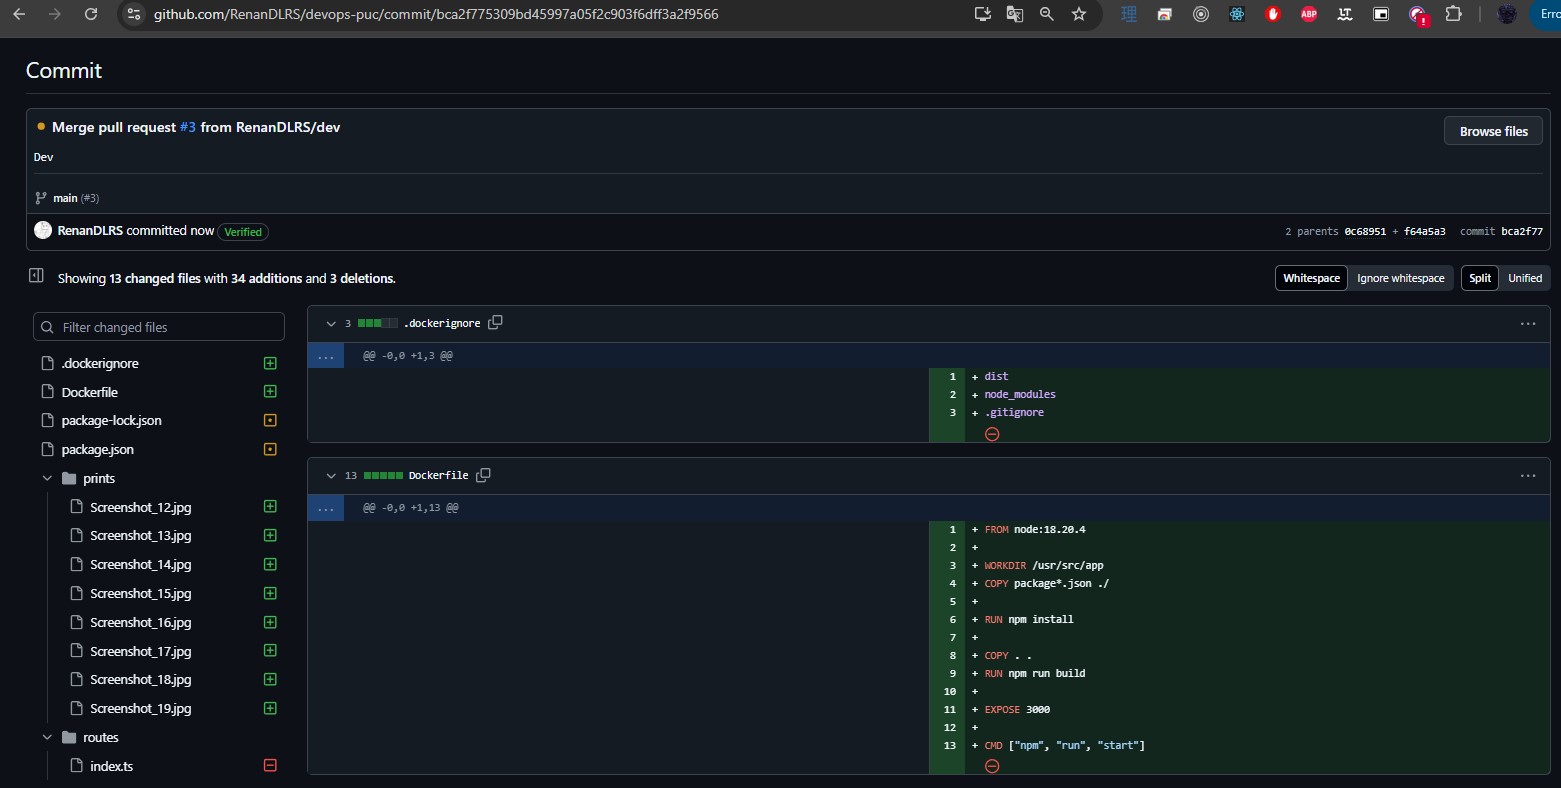 github.com/RenanDLRS/devops-puc/commit/bca2f775309bd45997a05f2c903f6dff3a2f9566
理
ABP
LT
!
Erro
Commit
Merge pull request #3 from RenanDLRS/dev
Browse files
Dev
main (#3)
RenanDLRS committed now Verified
2 parents 0c68951 + f64a5a3 commit bca2f77
Showing 13 changed files with 34 additions and 3 deletions.
Whitespace Ignore whitespace Split Unified
Filter changed files
.dockerignore
Dockerfile
package-lock.json
package.json
prints
Screenshot_12.jpg
Screenshot_13.jpg
Screenshot_14.jpg
Screenshot_15.jpg
Screenshot_16.jpg
Screenshot_17.jpg
Screenshot_18.jpg
Screenshot_19.jpg
routes
index.ts
3 .dockerignore ...
... @@ -0,0 +1,3 @@
1 + dist
2 + node_modules
3 + .gitignore
13 Dockerfile ...
... @@ -0,0 +1,13 @@
1 + FROM node:18.20.4
2 +
3 + WORKDIR /usr/src/app
4 + COPY package*.json ./
5 +
6 + RUN npm install
7 +
8 + COPY . .
9 + RUN npm run build
10 +
11 + EXPOSE 3000
12 +
13 + CMD ["npm", "run", "start"]